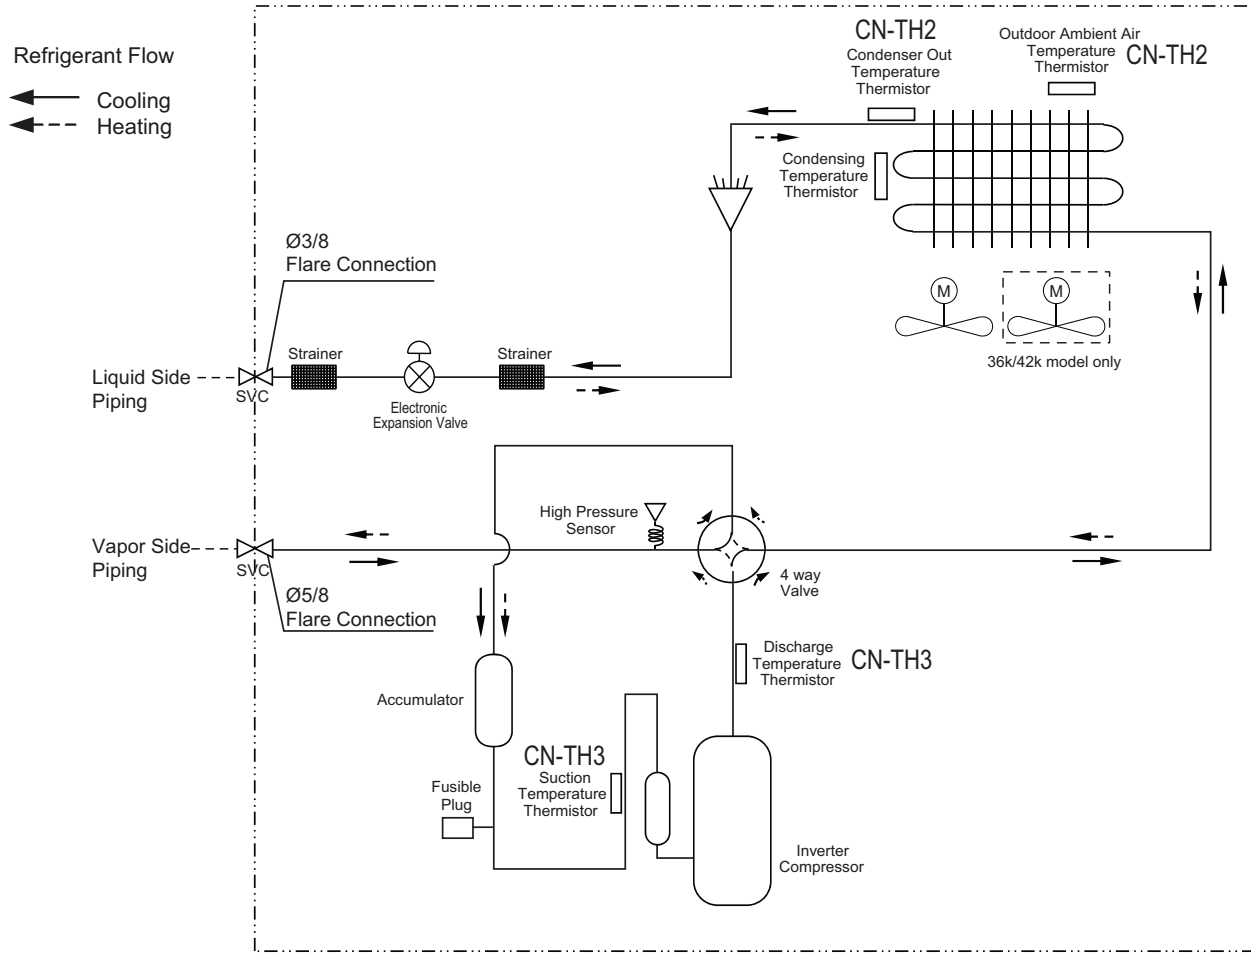 Refrigerant Flow
Cooling
Heating
CN-TH2
Condenser Out
Temperature
Thermistor
Outdoor Ambient Air
Temperature
Thermistor
CN-TH2
Condensing
Temperature
Thermistor
M
M
36k/42k model only
Ø3/8
Flare Connection
Strainer
Strainer
Liquid Side
Piping
SVC
Electronic
Expansion Valve
High Pressure
Sensor
Vapor Side
Piping
SVC
4 way
Valve
Ø5/8
Flare Connection
Discharge
Temperature
Thermistor
CN-TH3
Accumulator
CN-TH3
Suction
Temperature
Thermistor
Fusible
Plug
Inverter
Compressor